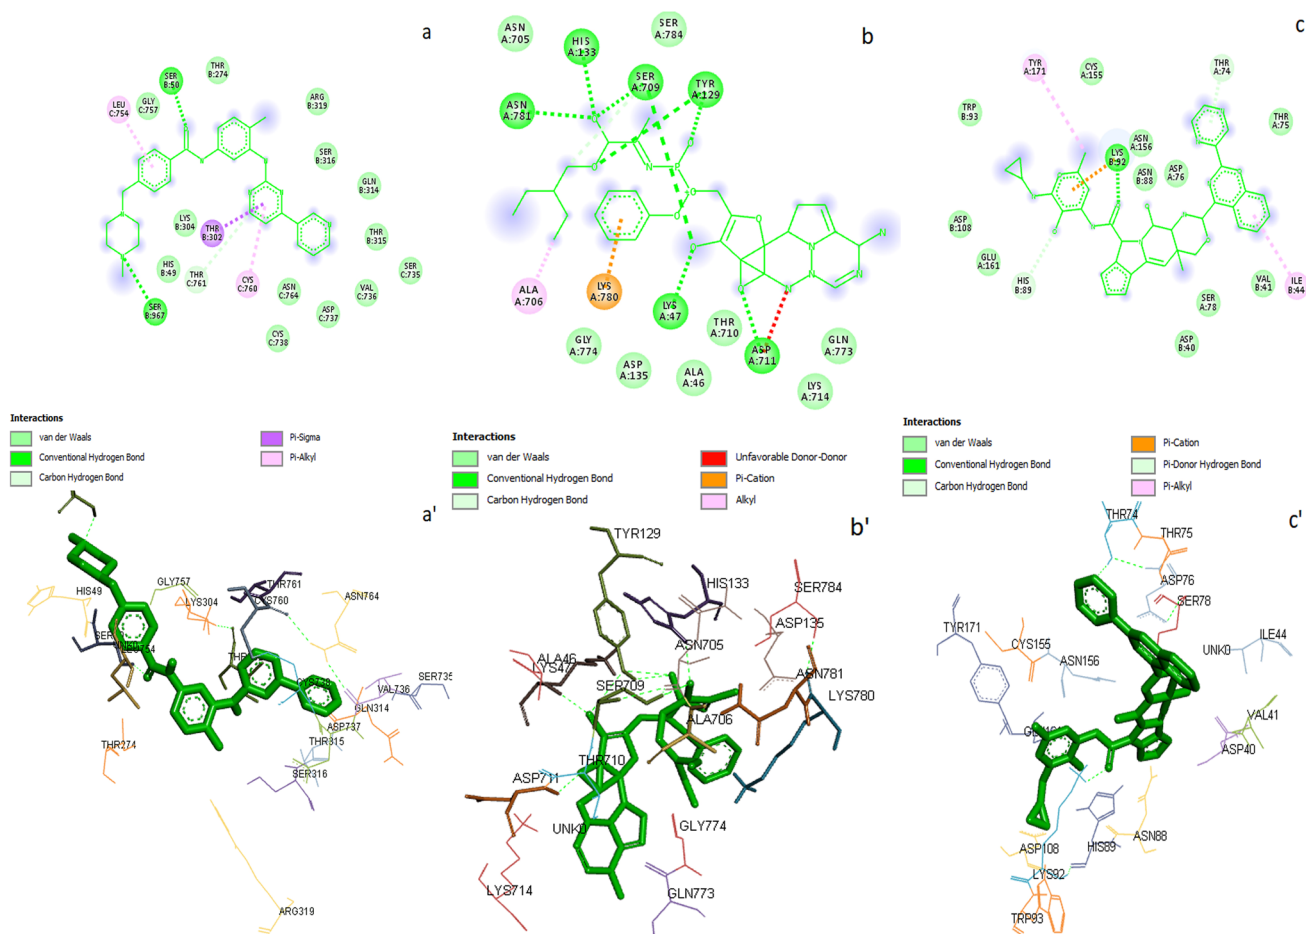 a
SER
B:50
THR
B:274
LEU
C:754
GLY
C:757
ARG
B:319
SER
B:316
GLN
B:314
LYS
B:304
THR
B:302
THR
B:315
HIS
B:49
THR
C:761
CYS
C:760
ASN
C:764
SER
C:735
VAL
C:736
ASP
C:737
SER
B:967
CYS
C:738
Interactions
van der Waals
Conventional Hydrogen Bond
Carbon Hydrogen Bond
Pi-Sigma
Pi-Alkyl
b
ASN
A:705
HIS
A:133
SER
A:784
SER
A:709
TYR
A:129
ASN
A:781
ALA
A:706
LYS
A:780
LYS
A:47
THR
A:710
ASP
A:711
GLN
A:773
GLY
A:774
ASP
A:135
ALA
A:46
LYS
A:714
Interactions
van der Waals
Conventional Hydrogen Bond
Carbon Hydrogen Bond
Unfavorable Donor-Donor
Pi-Cation
Alkyl
c
TYR
A:171
CYS
A:155
THR
A:74
TRP
B:93
THR
A:75
LYS
B:92
ASN
A:156
ASN
B:88
ASP
A:76
ASP
B:108
GLU
A:161
HIS
B:89
SER
A:78
VAL
B:41
ILE
B:44
ASP
B:40
Interactions
van der Waals
Conventional Hydrogen Bond
Carbon Hydrogen Bond
Pi-Cation
Pi-Donor Hydrogen Bond
Pi-Alkyl
a'
HIS49
GLY757
LYS304
THR761
CYS760
ASN764
CYS738
VAL736
SER735
GLN314
ASP737
THR315
SER316
THR274
ARG319
b'
TYR129
HIS133
SER784
ASP135
ASN705
ALA46
LYS47
ASN781
SER709
LYS780
ALA706
THR710
ASP711
UNK0
GLY774
LYS714
GLN773
c'
THR74
THR75
ASP76
SER78
TYR171
CYS155
ASN156
UNK0
ILE44
VAL41
ASP40
ASN88
ASP108
HIS89
LYS92
TRP93